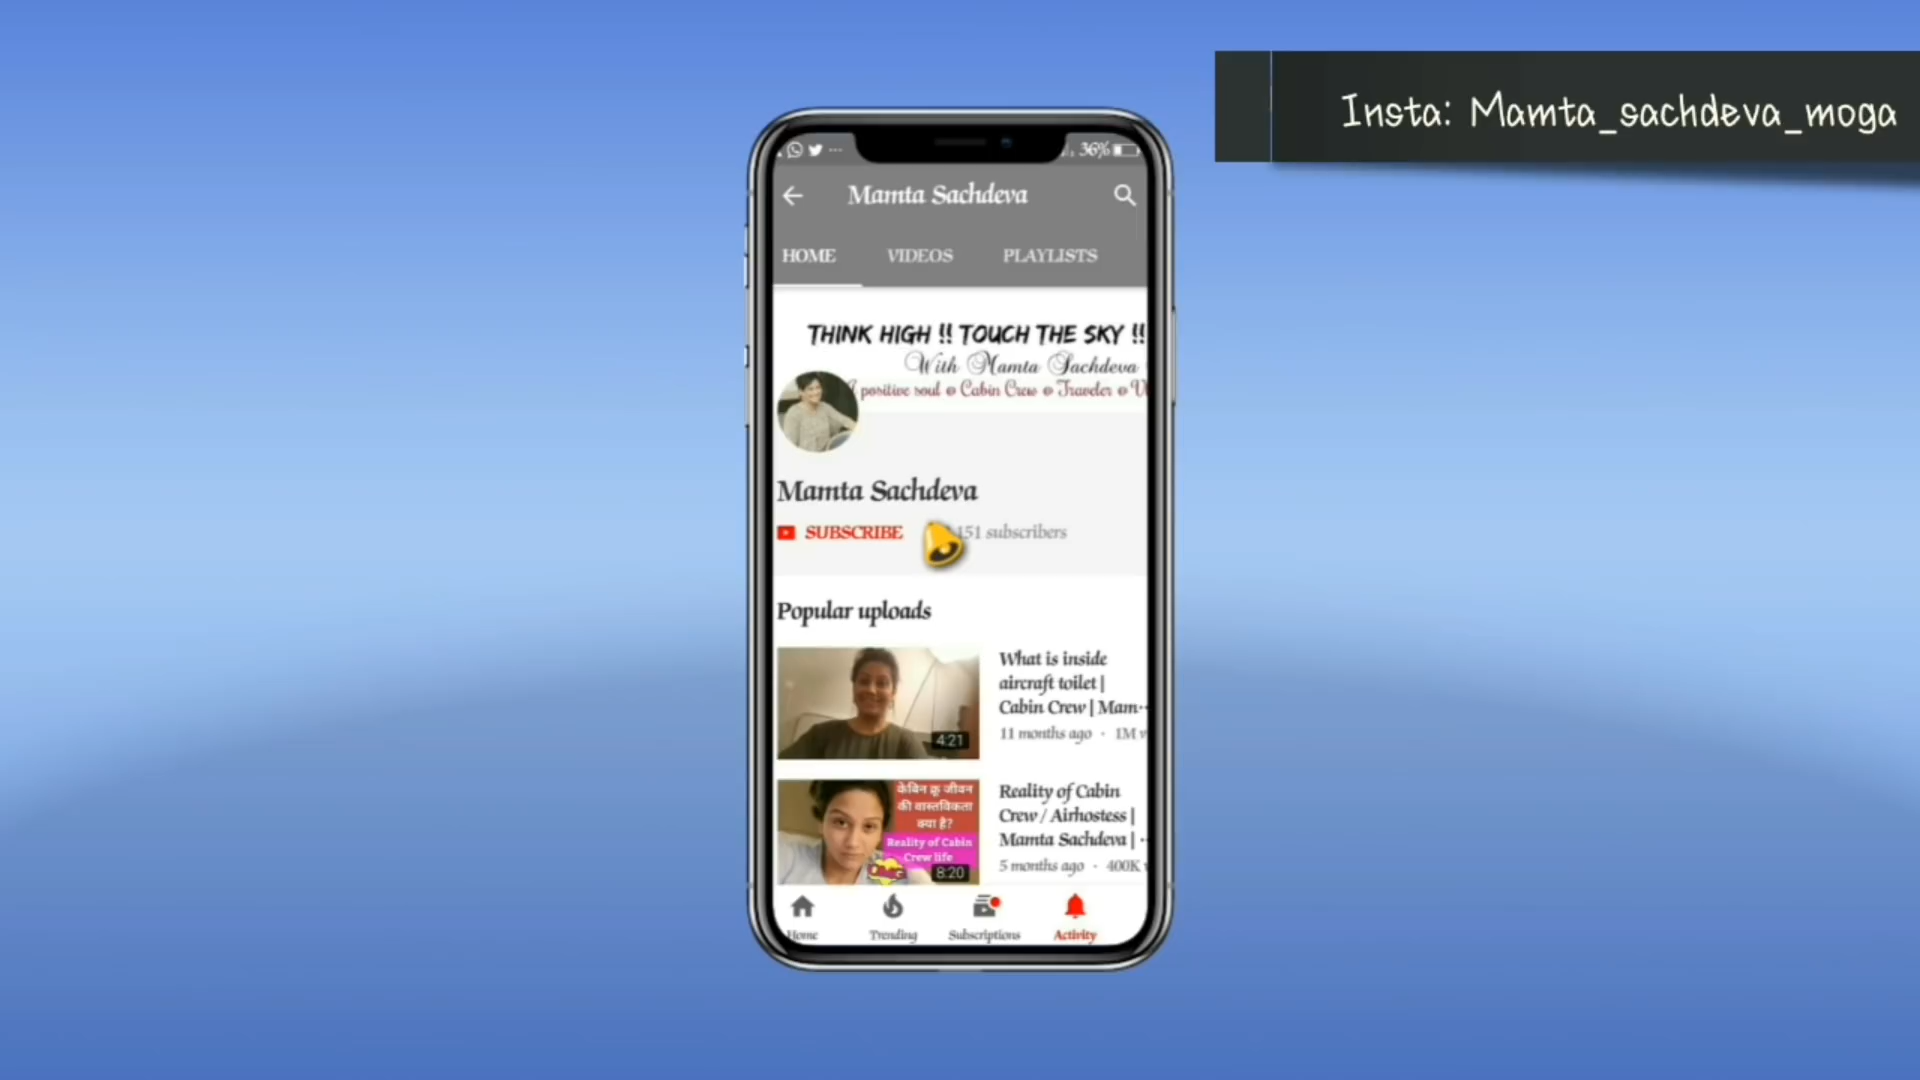 Insta: Mamta_sachdeva_moga
36%
Mamta Sachdeva
HOME VIDEOS PLAYLISTS
THINK HIGH !! TOUCH THE SKY !!
With Mamta Sachdeva
positive soul Cabin Crew Traveler
Mamta Sachdeva
SUBSCRIBE 151 subscribers
Popular uploads
What is inside
aircraft toilet |
Cabin Crew | Mam··
11 months ago · 1M
4:21
केबिन क्रू जीवन
की वास्तविकता
क्या है?
Reality of Cabin
Crew life
8:20
Reality of Cabin
Crew / Airhostess |
Mamta Sachdeva | ··
5 months ago · 400K
Home Trending Subscriptions Activity